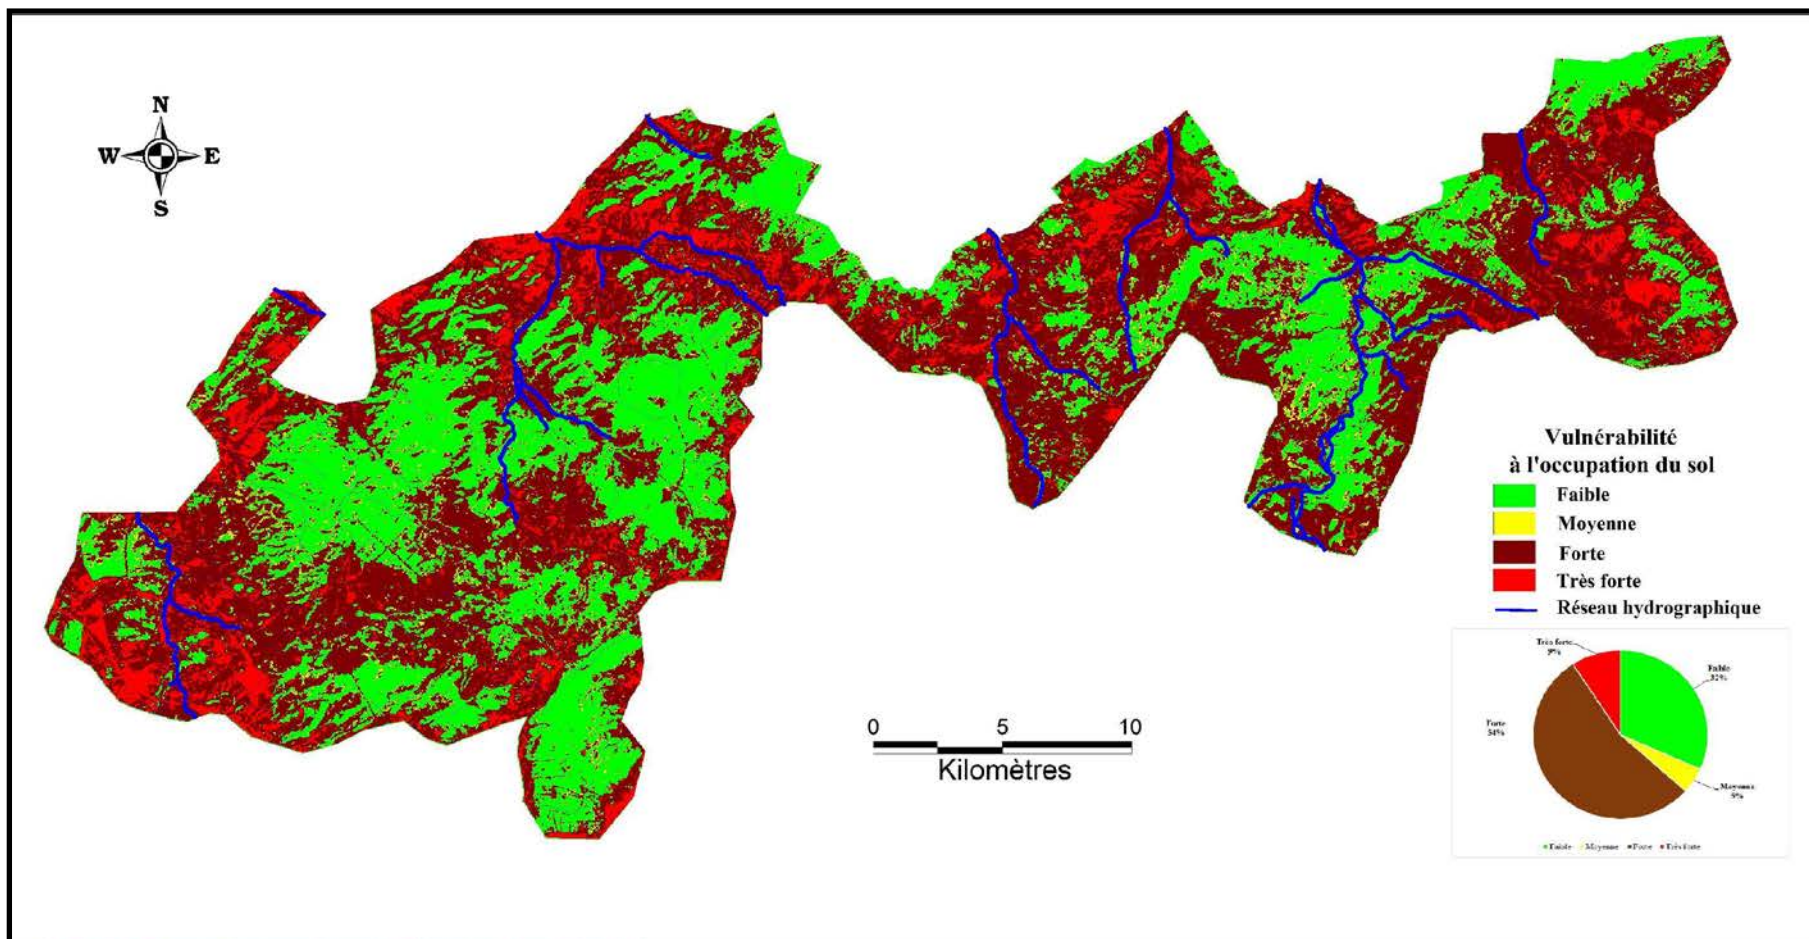 N
W E
S
Vulnérabilité
à l'occupation du sol
Faible
Moyenne
Forte
Très forte
Réseau hydrographique
0 5 10
Kilomètres
Très forte
9%
Faible
32%
Forte
54%
Moyenne
5%
Faible Moyenne Forte Très forte